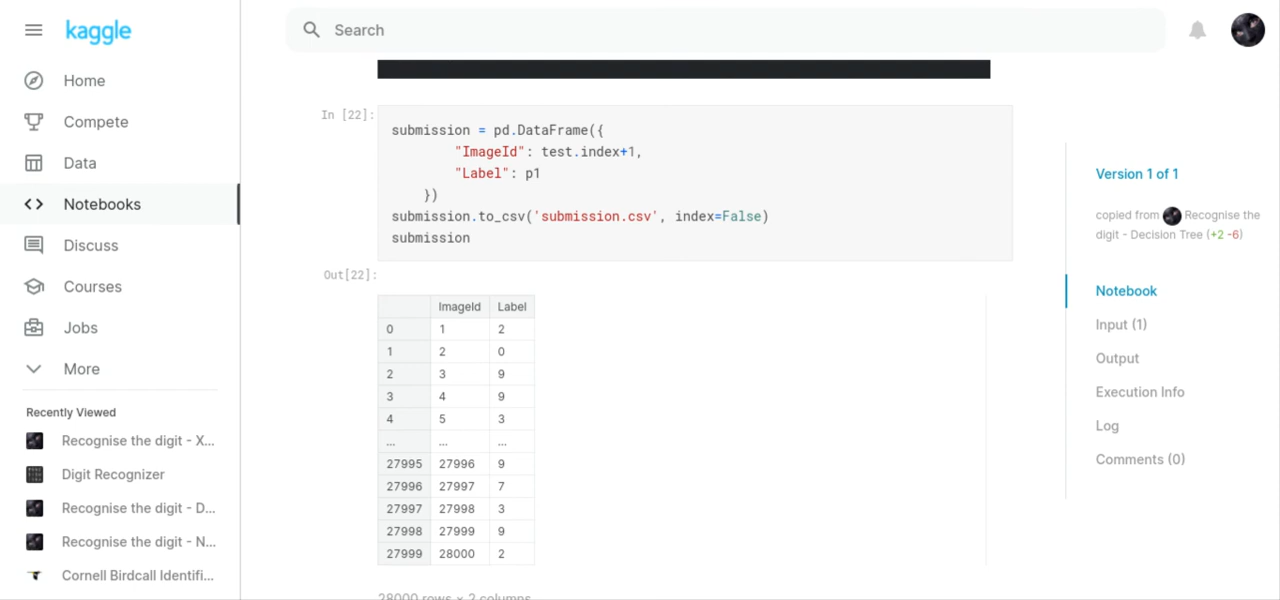 kaggle
Search
Home
Compete
Data
Notebooks
Discuss
Courses
Jobs
More
Recently Viewed
Recognise the digit - X...
Digit Recognizer
Recognise the digit - D...
Recognise the digit - N...
Cornell Birdcall Identifi...
In [22]:
submission = pd.DataFrame({
"ImageId": test.index+1,
"Label": p1
})
submission.to_csv('submission.csv', index=False)
submission
Out[22]:
ImageId Label
0 1 2
1 2 0
2 3 9
3 4 9
4 5 3
... ... ...
27995 27996 9
27996 27997 7
27997 27998 3
27998 27999 9
27999 28000 2
28000 rows × 2 columns
Version 1 of 1
copied from Recognise the
digit - Decision Tree (+2 -6)
Notebook
Input (1)
Output
Execution Info
Log
Comments (0)